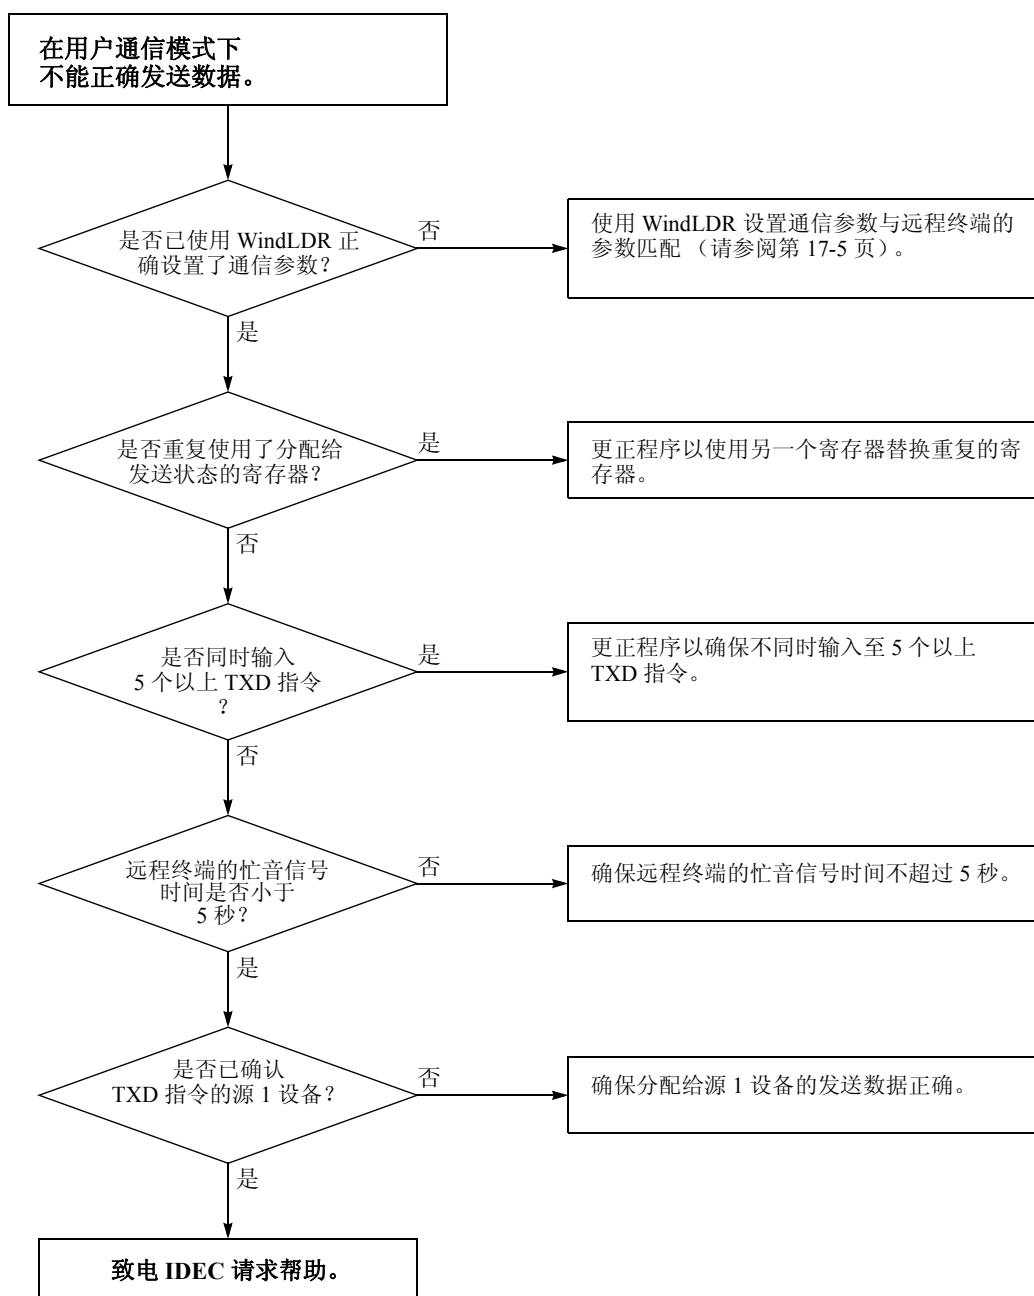 在用户通信模式下
不能正确发送数据。
是否已使用 WindLDR 正
确设置了通信参数？
否
使用 WindLDR 设置通信参数与远程终端的
参数匹配 （请参阅第 17-5 页）。
是
是否重复使用了分配给
发送状态的寄存器？
是
更正程序以使用另一个寄存器替换重复的寄
存器。
否
是否同时输入
5 个以上 TXD 指令
？
是
更正程序以确保不同时输入至 5 个以上
TXD 指令。
否
远程终端的忙音信号
时间是否小于
5 秒？
否
确保远程终端的忙音信号时间不超过 5 秒。
是
是否已确认
TXD 指令的源 1 设备？
否
确保分配给源 1 设备的发送数据正确。
是
致电 IDEC 请求帮助。